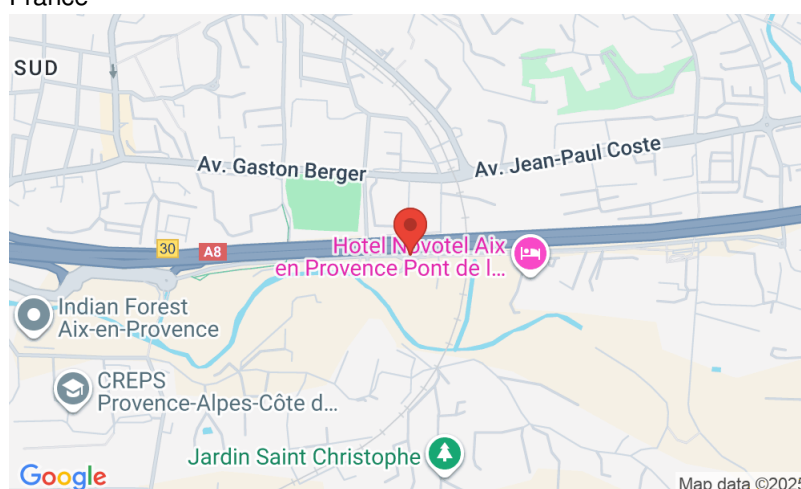 France
SUD
Av. Gaston Berger
Av. Jean-Paul Coste
30
A8
Hotel Novotel Aix
en Provence Pont de l...
Indian Forest
Aix-en-Provence
CREPS
Provence-Alpes-Côte d...
Jardin Saint Christophe
Google
Map data ©2025